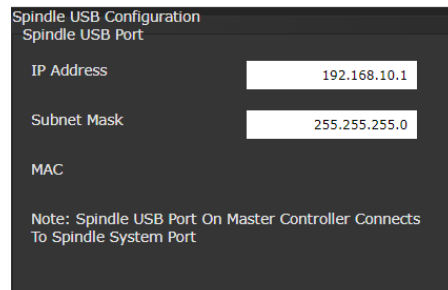 Spindle USB Configuration
Spindle USB Port
IP Address
192.168.10.1
Subnet Mask
255.255.255.0
MAC
Note: Spindle USB Port On Master Controller Connects
To Spindle System Port